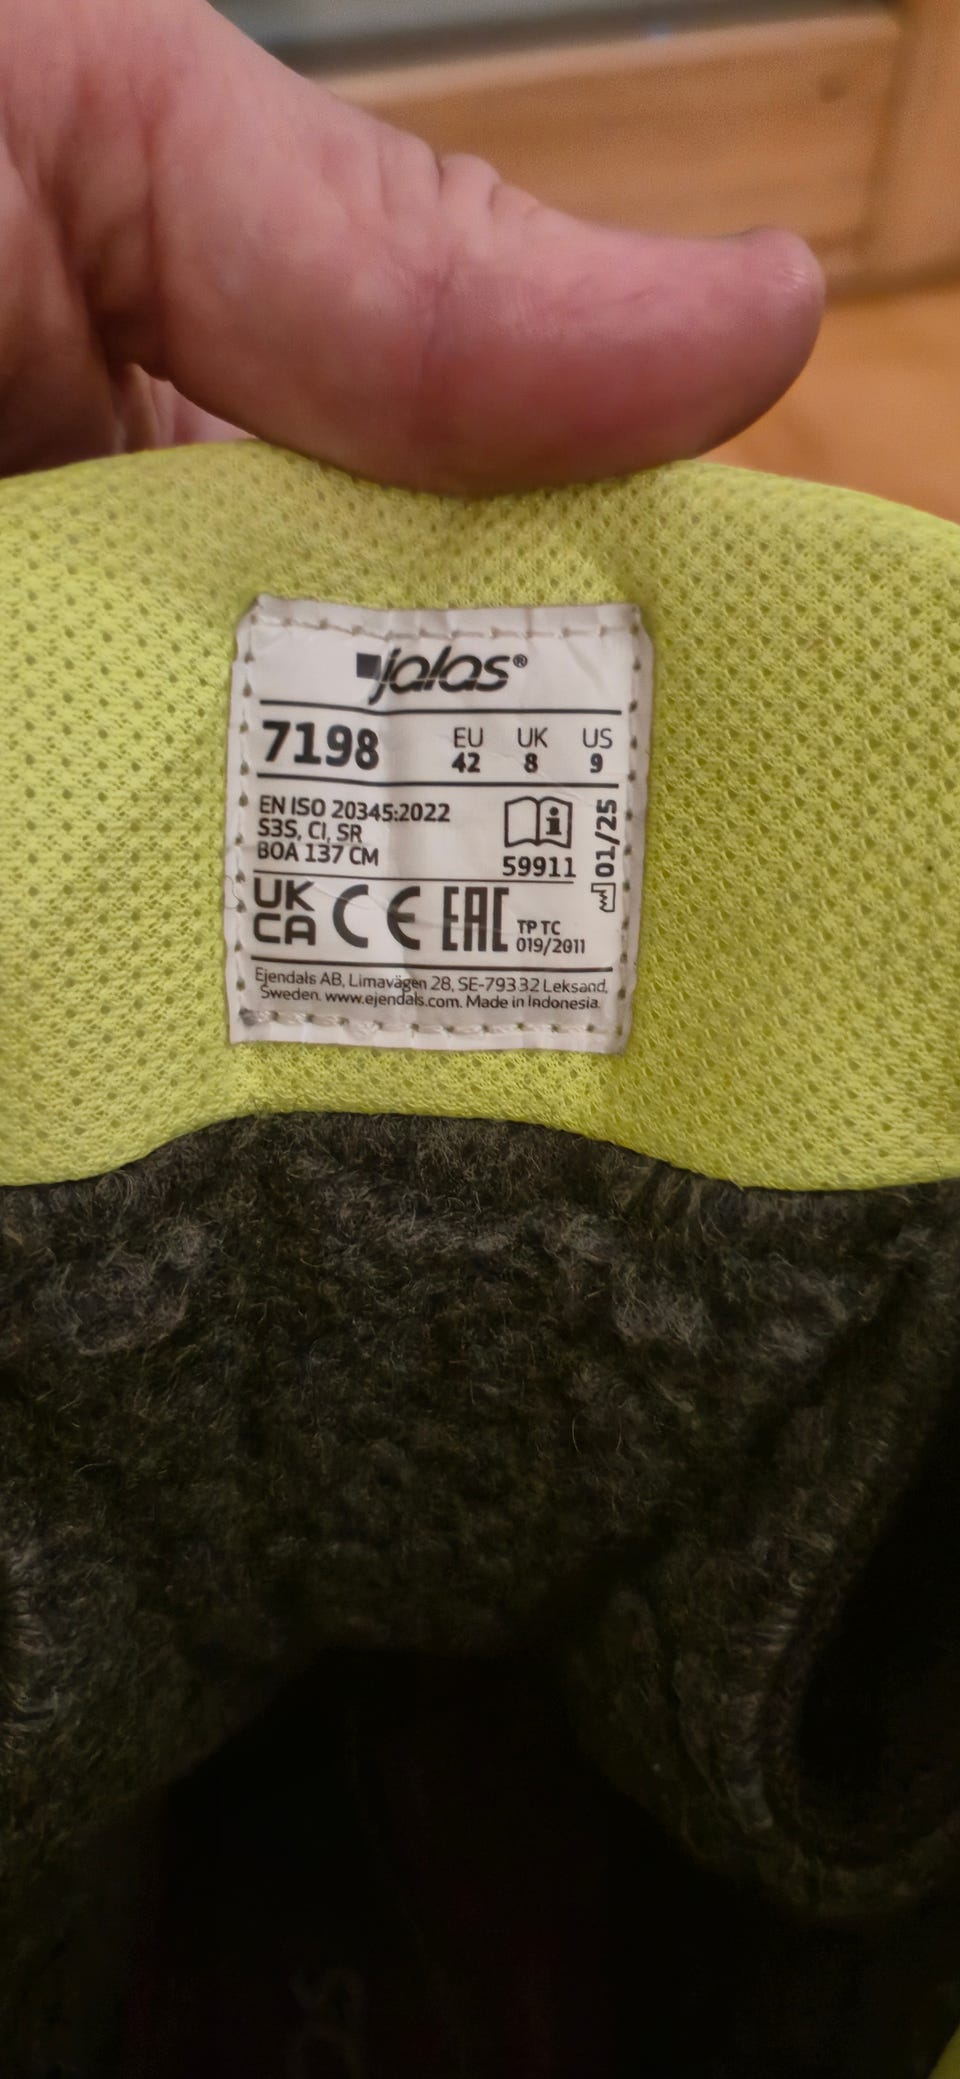 jalas®
7198
EU UK US
42 8 9
EN ISO 20345:2022
S3S, CI, SR
BOA 137 CM
59911
01/25
UK
CA
CE EAC
TP TC
019/2011
Ejendals AB, Limavägen 28, SE-793 32 Leksand,
Sweden. www.ejendals.com. Made in Indonesia.